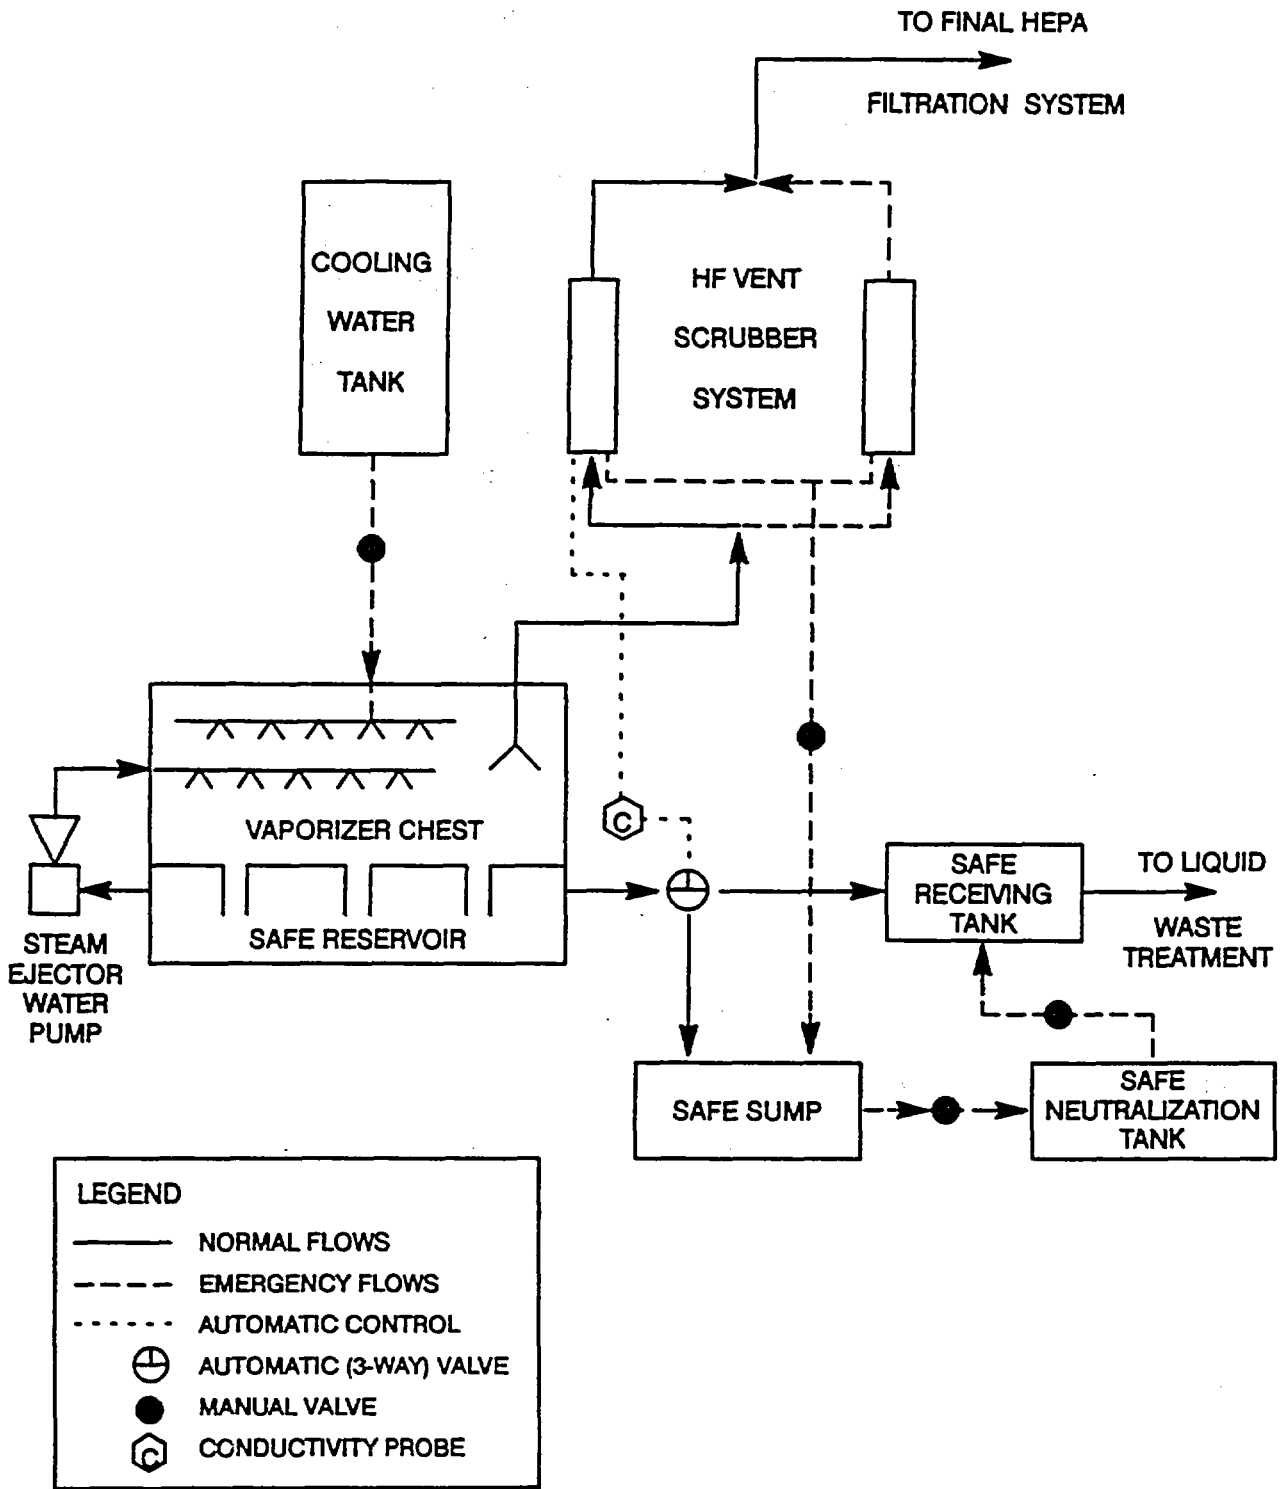 TO FINAL HEPA
FILTRATION SYSTEM
COOLING
WATER
TANK
HF VENT
SCRUBBER
SYSTEM
VAPORIZER CHEST
SAFE RESERVOIR
STEAM
EJECTOR
WATER
PUMP
C
SAFE
RECEIVING
TANK
TO LIQUID
WASTE
TREATMENT
SAFE SUMP
SAFE
NEUTRALIZATION
TANK
LEGEND
NORMAL FLOWS
EMERGENCY FLOWS
AUTOMATIC CONTROL
AUTOMATIC (3-WAY) VALVE
MANUAL VALVE
C CONDUCTIVITY PROBE